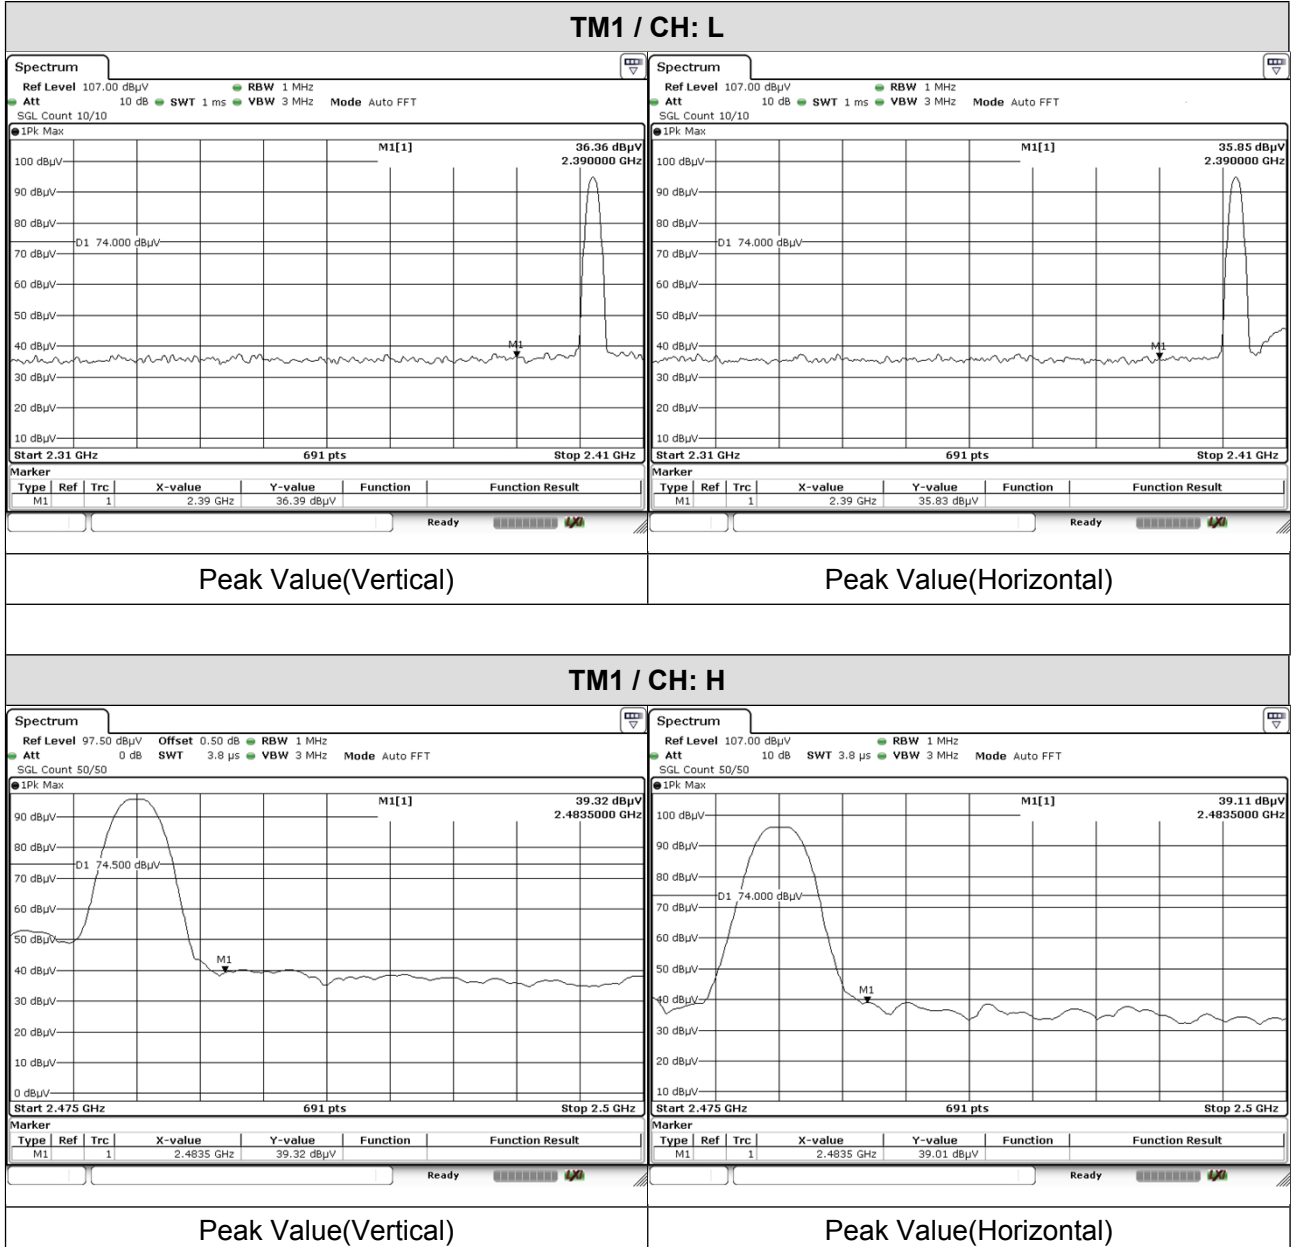 TM1 / CH: L
Spectrum
Ref Level 107.00 dBµV RBW 1 MHz
Att 10 dB SWT 1 ms VBW 3 MHz Mode Auto FFT
SGL Count 10/10
1Pk Max
M1[1] 36.36 dBµV
2.390000 GHz
100 dBµV
90 dBµV
80 dBµV
D1 74.000 dBµV
70 dBµV
60 dBµV
50 dBµV
40 dBµV
M1
30 dBµV
20 dBµV
10 dBµV
Start 2.31 GHz 691 pts Stop 2.41 GHz
Marker
Type Ref Trc X-value Y-value Function Function Result
M1 1 2.39 GHz 36.39 dBµV
Ready LXI
Peak Value(Vertical)
Spectrum
Ref Level 107.00 dBµV RBW 1 MHz
Att 10 dB SWT 1 ms VBW 3 MHz Mode Auto FFT
SGL Count 10/10
1Pk Max
M1[1] 35.85 dBµV
2.390000 GHz
100 dBµV
90 dBµV
80 dBµV
D1 74.000 dBµV
70 dBµV
60 dBµV
50 dBµV
40 dBµV
M1
30 dBµV
20 dBµV
10 dBµV
Start 2.31 GHz 691 pts Stop 2.41 GHz
Marker
Type Ref Trc X-value Y-value Function Function Result
M1 1 2.39 GHz 35.83 dBµV
Ready LXI
Peak Value(Horizontal)
TM1 / CH: H
Spectrum
Ref Level 97.50 dBµV Offset 0.50 dB RBW 1 MHz
Att 0 dB SWT 3.8 µs VBW 3 MHz Mode Auto FFT
SGL Count 50/50
1Pk Max
M1[1] 39.32 dBµV
2.4835000 GHz
90 dBµV
80 dBµV
D1 74.500 dBµV
70 dBµV
60 dBµV
50 dBµV
M1
40 dBµV
30 dBµV
20 dBµV
10 dBµV
0 dBµV
Start 2.475 GHz 691 pts Stop 2.5 GHz
Marker
Type Ref Trc X-value Y-value Function Function Result
M1 1 2.4835 GHz 39.32 dBµV
Ready LXI
Peak Value(Vertical)
Spectrum
Ref Level 107.00 dBµV RBW 1 MHz
Att 10 dB SWT 3.8 µs VBW 3 MHz Mode Auto FFT
SGL Count 50/50
1Pk Max
M1[1] 39.11 dBµV
2.4835000 GHz
100 dBµV
90 dBµV
80 dBµV
D1 74.000 dBµV
70 dBµV
60 dBµV
50 dBµV
M1
40 dBµV
30 dBµV
20 dBµV
10 dBµV
Start 2.475 GHz 691 pts Stop 2.5 GHz
Marker
Type Ref Trc X-value Y-value Function Function Result
M1 1 2.4835 GHz 39.01 dBµV
Ready LXI
Peak Value(Horizontal)